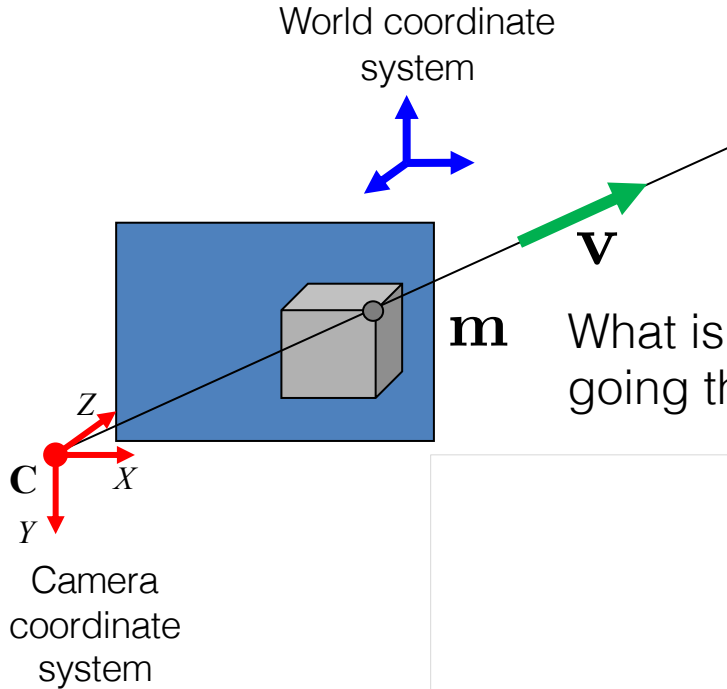 World coordinate
system
v
m
What is
going th
Z
C
X
Y
Camera
coordinate
system